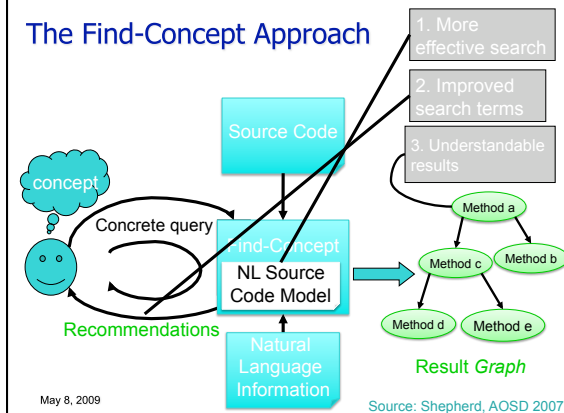 The Find-Concept Approach
1. More
effective search
2. Improved
search terms
3. Understandable
results
Source Code
concept
Concrete query
Find-Concept
NL Source
Code Model
Recommendations
Natural
Language
Information
Method a
Method b
Method c
Method d
Method e
Result Graph
May 8, 2009
Source: Shepherd, AOSD 2007